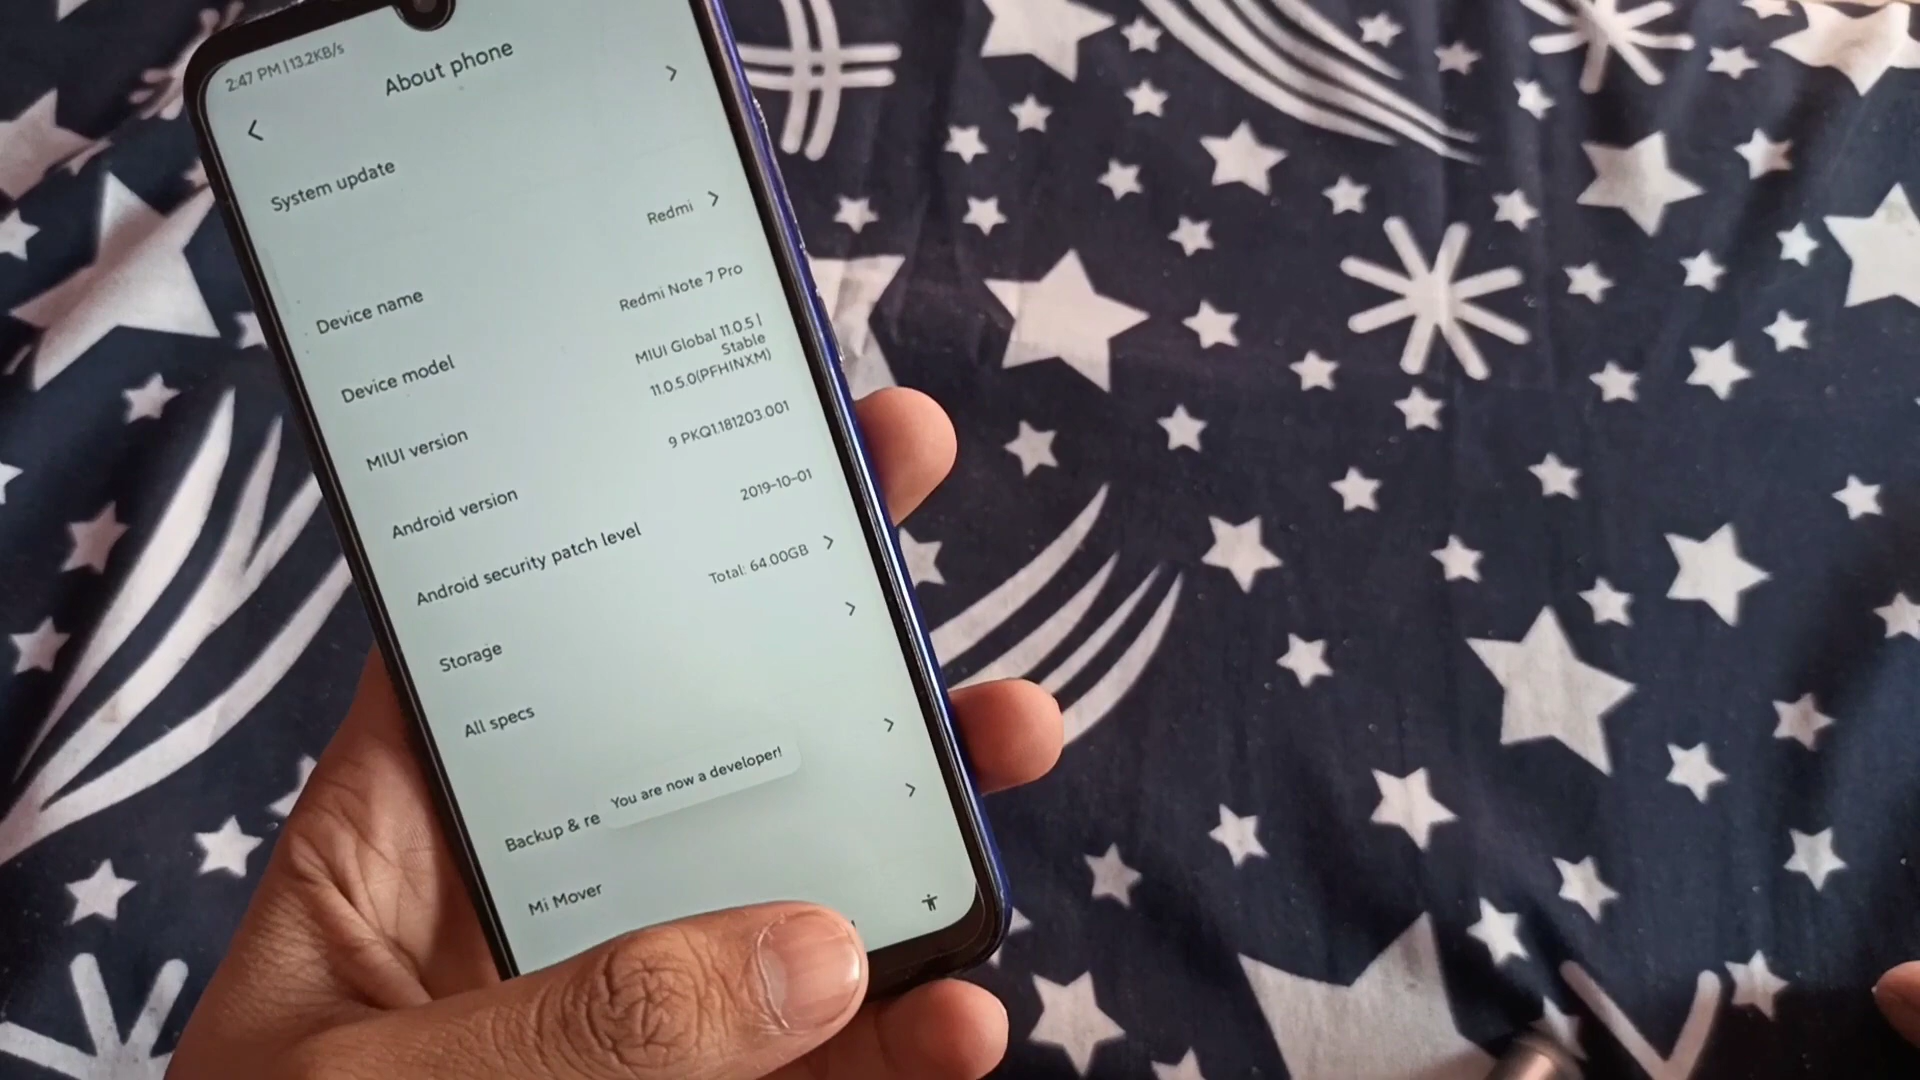 2:47 PM | 13.2KB/s
About phone
System update
Device name
Redmi
Device model
Redmi Note 7 Pro
MIUI version
MIUI Global 11.0.5 |
Stable
11.0.5.0(PFHINXM)
Android version
9 PKQ1.181203.001
Android security patch level
2019-10-01
Storage
Total: 64.00GB
All specs
You are now a developer!
Backup & re
Mi Mover